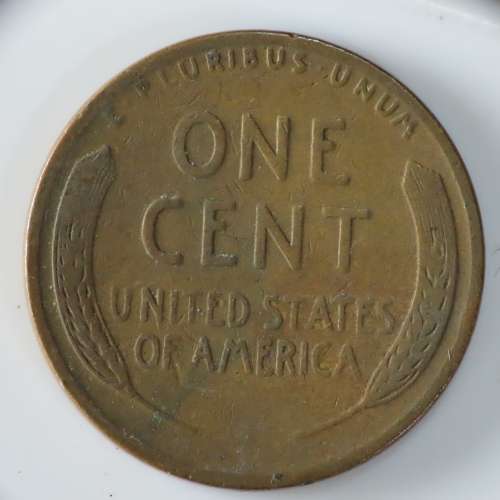 E PLURIBUS UNUM
ONE
CENT
UNITED STATES
OF AMERICA